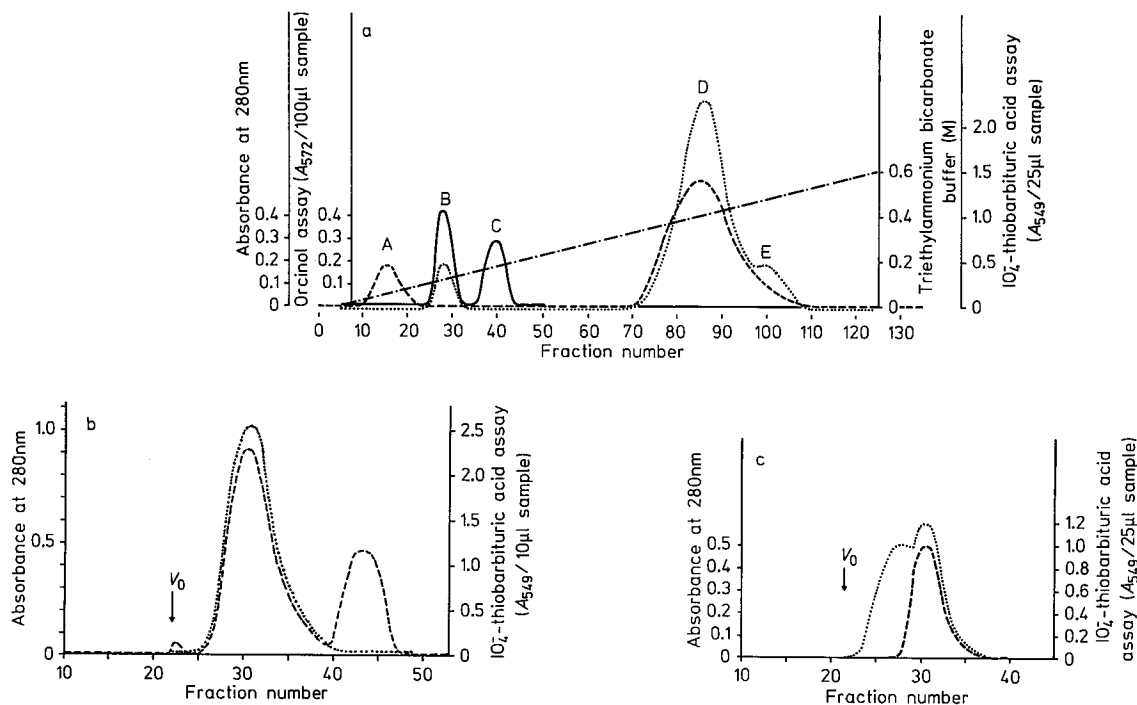 a
Absorbance at 280nm
Orcinol assay (A572/100µl sample)
Triethylammonium bicarbonate
buffer (M)
IO4⁻-thiobarbituric acid assay
(A549/25µl sample)
0.4
0.3
0.2
0.1
0
0.4
0.3
0.2
0.1
A
B
C
D
E
0.6
0.4
0.2
0
2.0
1.5
1.0
0.5
0
0 10 20 30 40 50 60 70 80 90 100 110 120 130
Fraction number
b
Absorbance at 280nm
1.0
0.5
0
V0
2.5
2.0
1.5
1.0
0.5
0
IO4⁻-thiobarbituric acid assay
(A549/10µl sample)
10 20 30 40 50
Fraction number
c
Absorbance at 280nm
0.5
0.4
0.3
0.2
0.1
0
V0
1.2
1.0
0.8
0.6
0.4
0.2
0
IO4⁻-thiobarbituric acid
assay (A549/25µl sample)
10 20 30 40
Fraction number